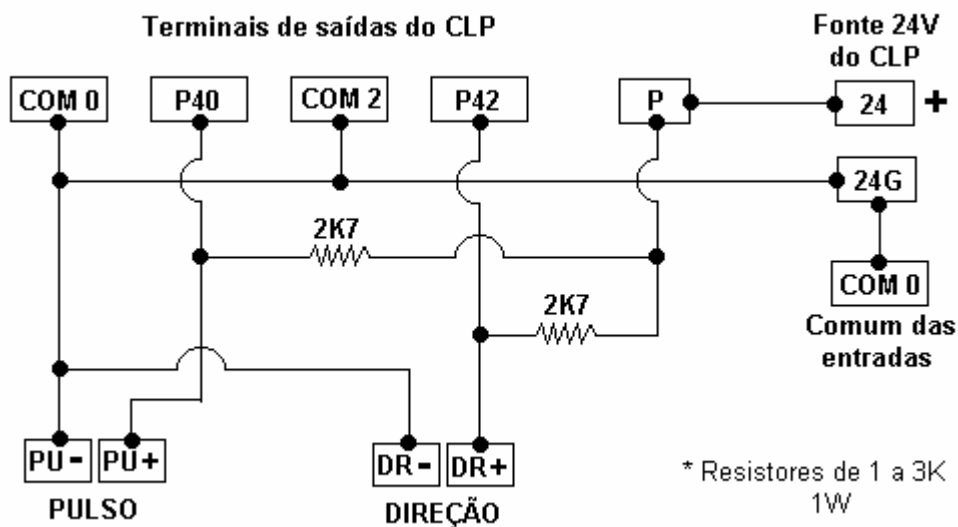 Terminais de saídas do CLP
Fonte 24V
do CLP
COM 0
P40
COM 2
P42
P
24
+
24G
2K7
COM 0
2K7
Comum das
entradas
PU -
PU +
DR -
DR +
PULSO
DIREÇÃO
* Resistores de 1 a 3K
1W